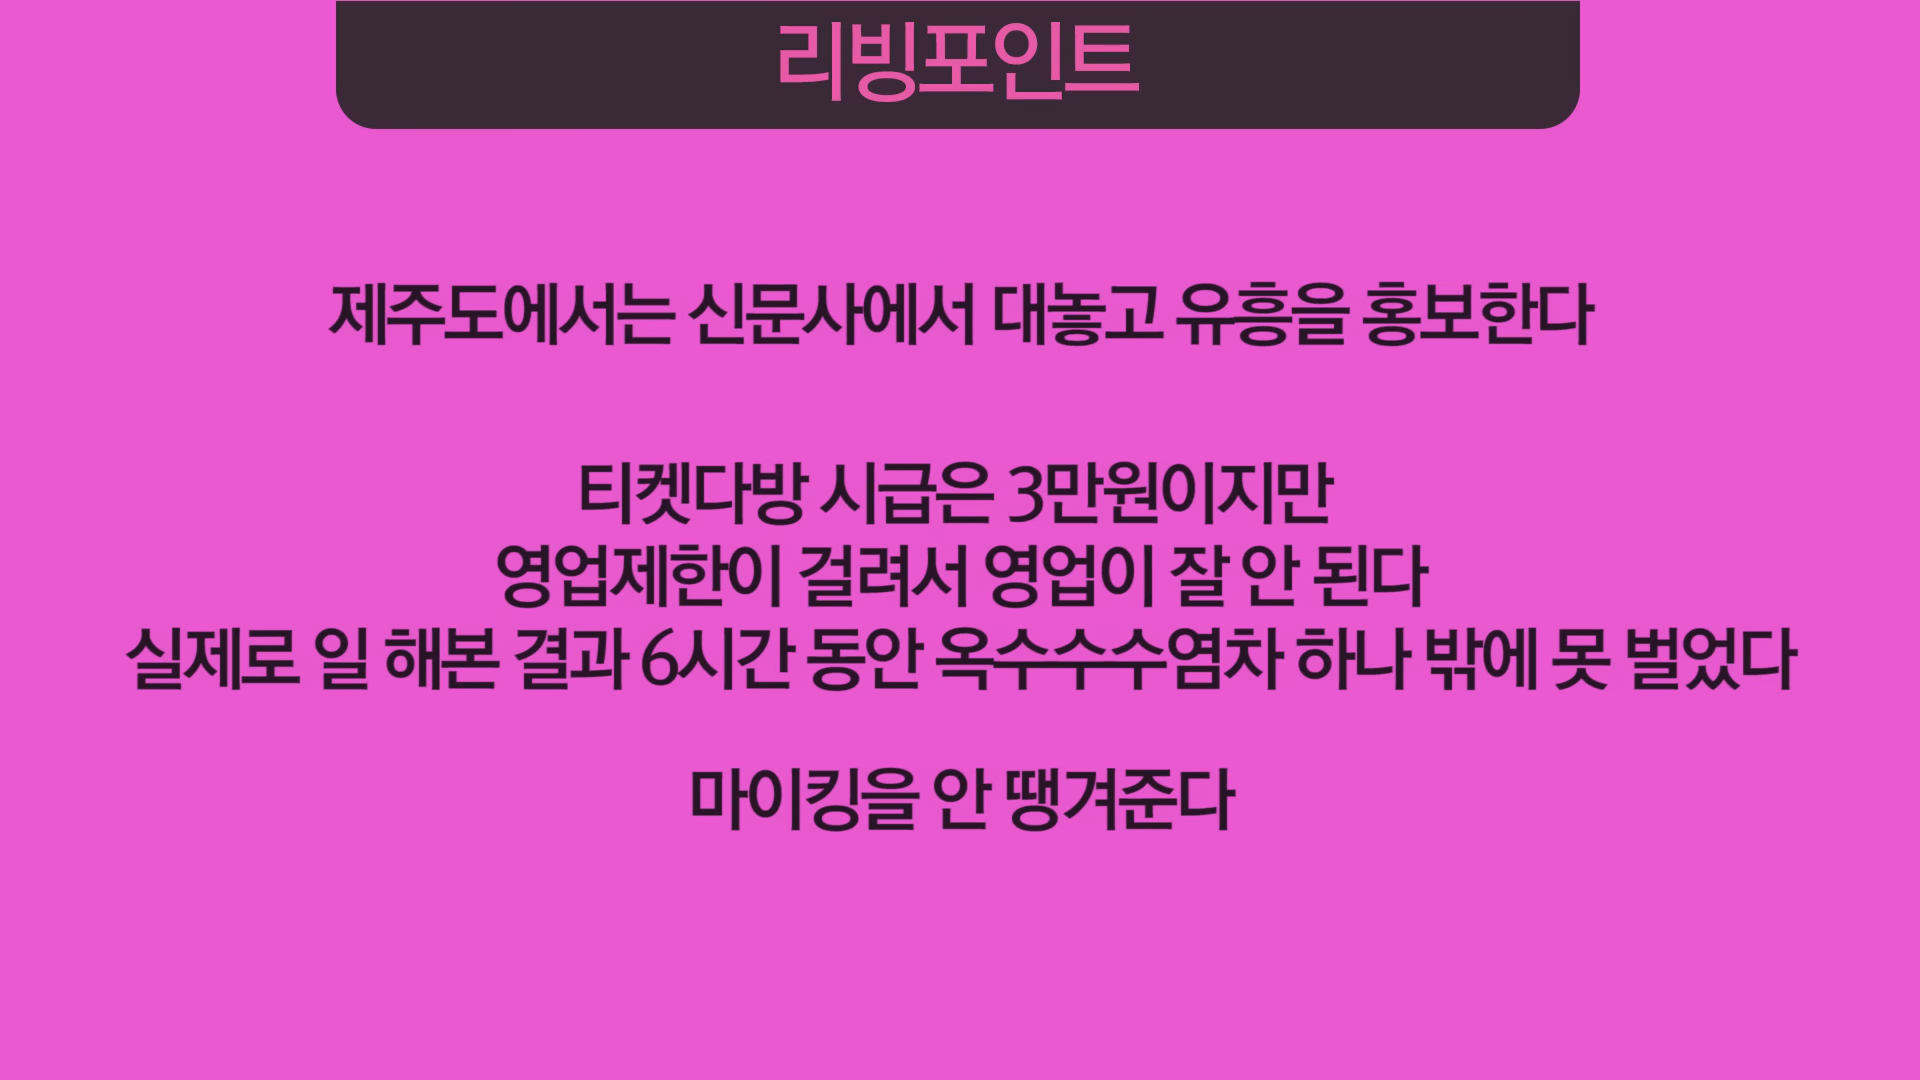 리빙포인트
제주도에서는 신문사에서 대놓고 유흥을 홍보한다
티켓다방 시급은 3만원이지만
영업제한이 걸려서 영업이 잘 안 된다
실제로 일 해본 결과 6시간 동안 옥수수수염차 하나 밖에 못 벌었다
마이킹을 안 땡겨준다